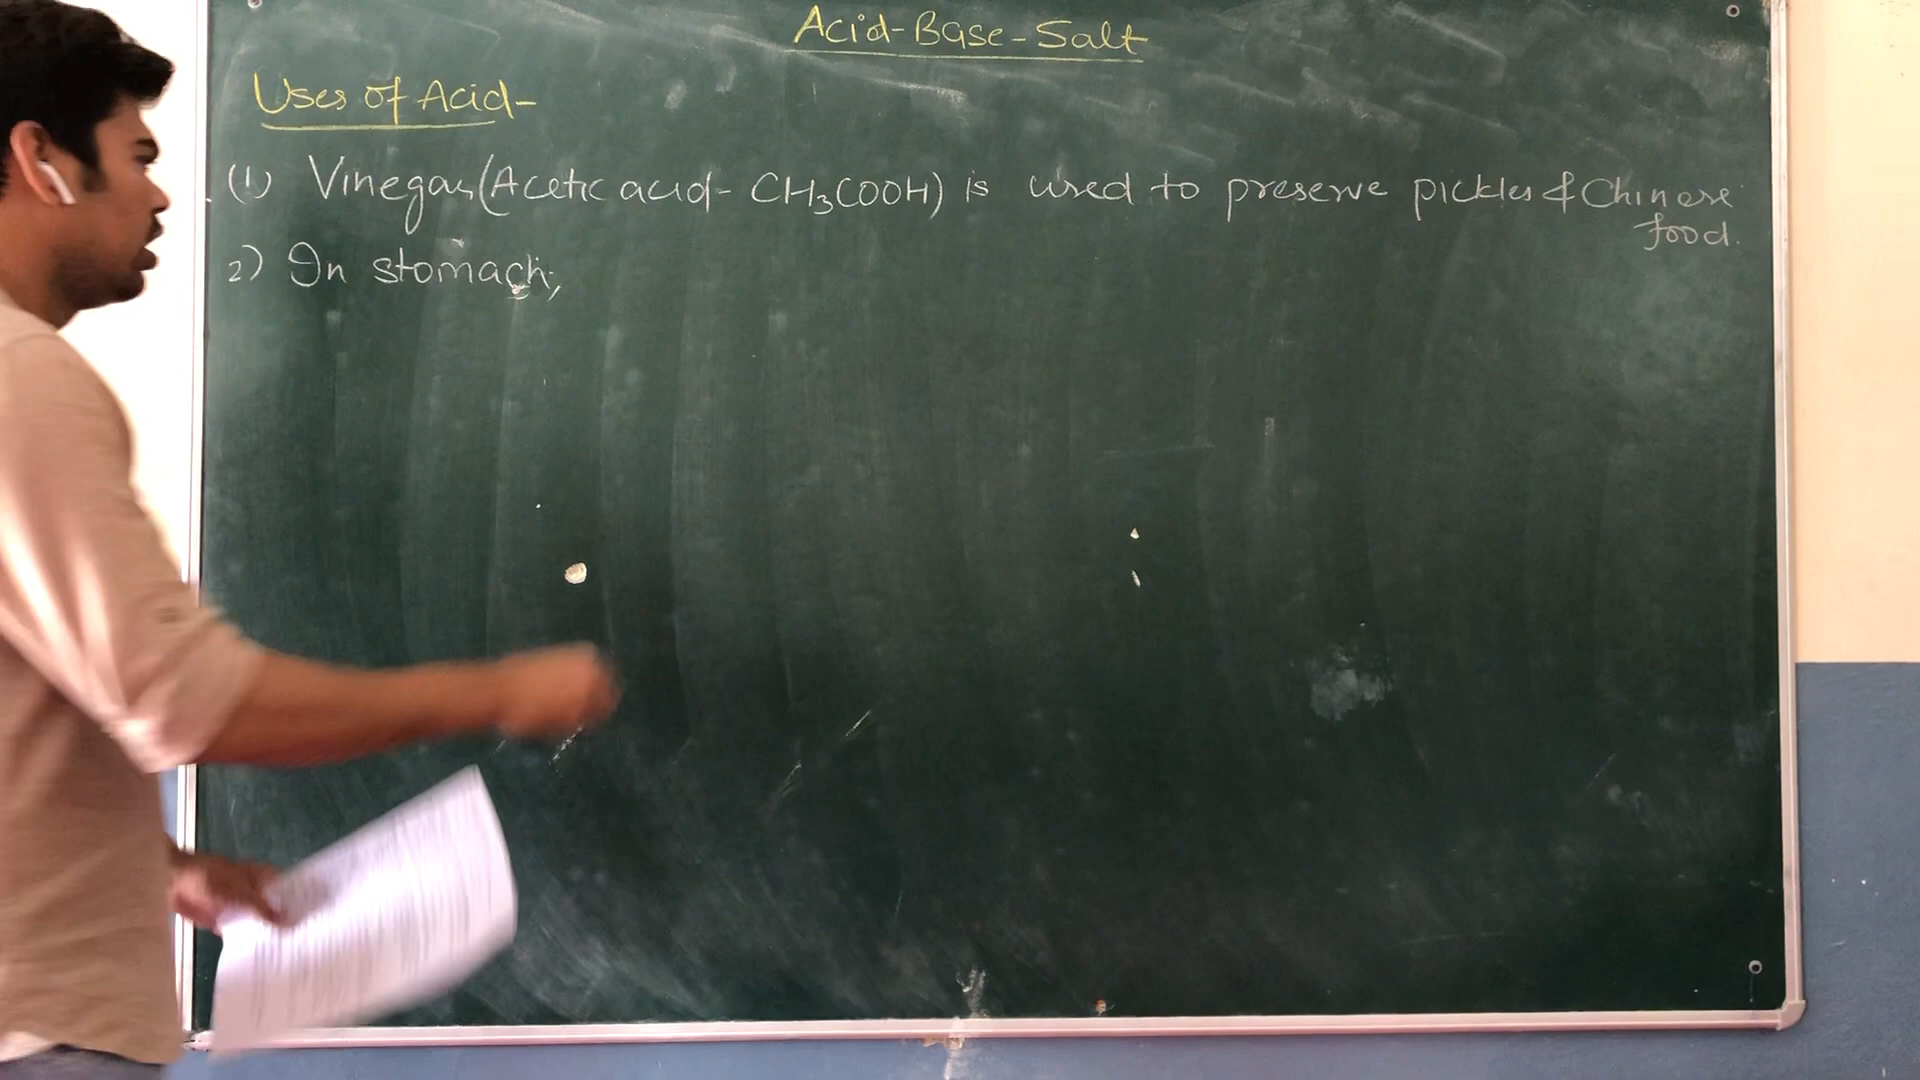 Acid-Base-Salt
Uses of Acid-
(1) Vinegar (Acetic acid- CH₃COOH) is used to preserve pickles & Chinese
food.
2) In stomach,